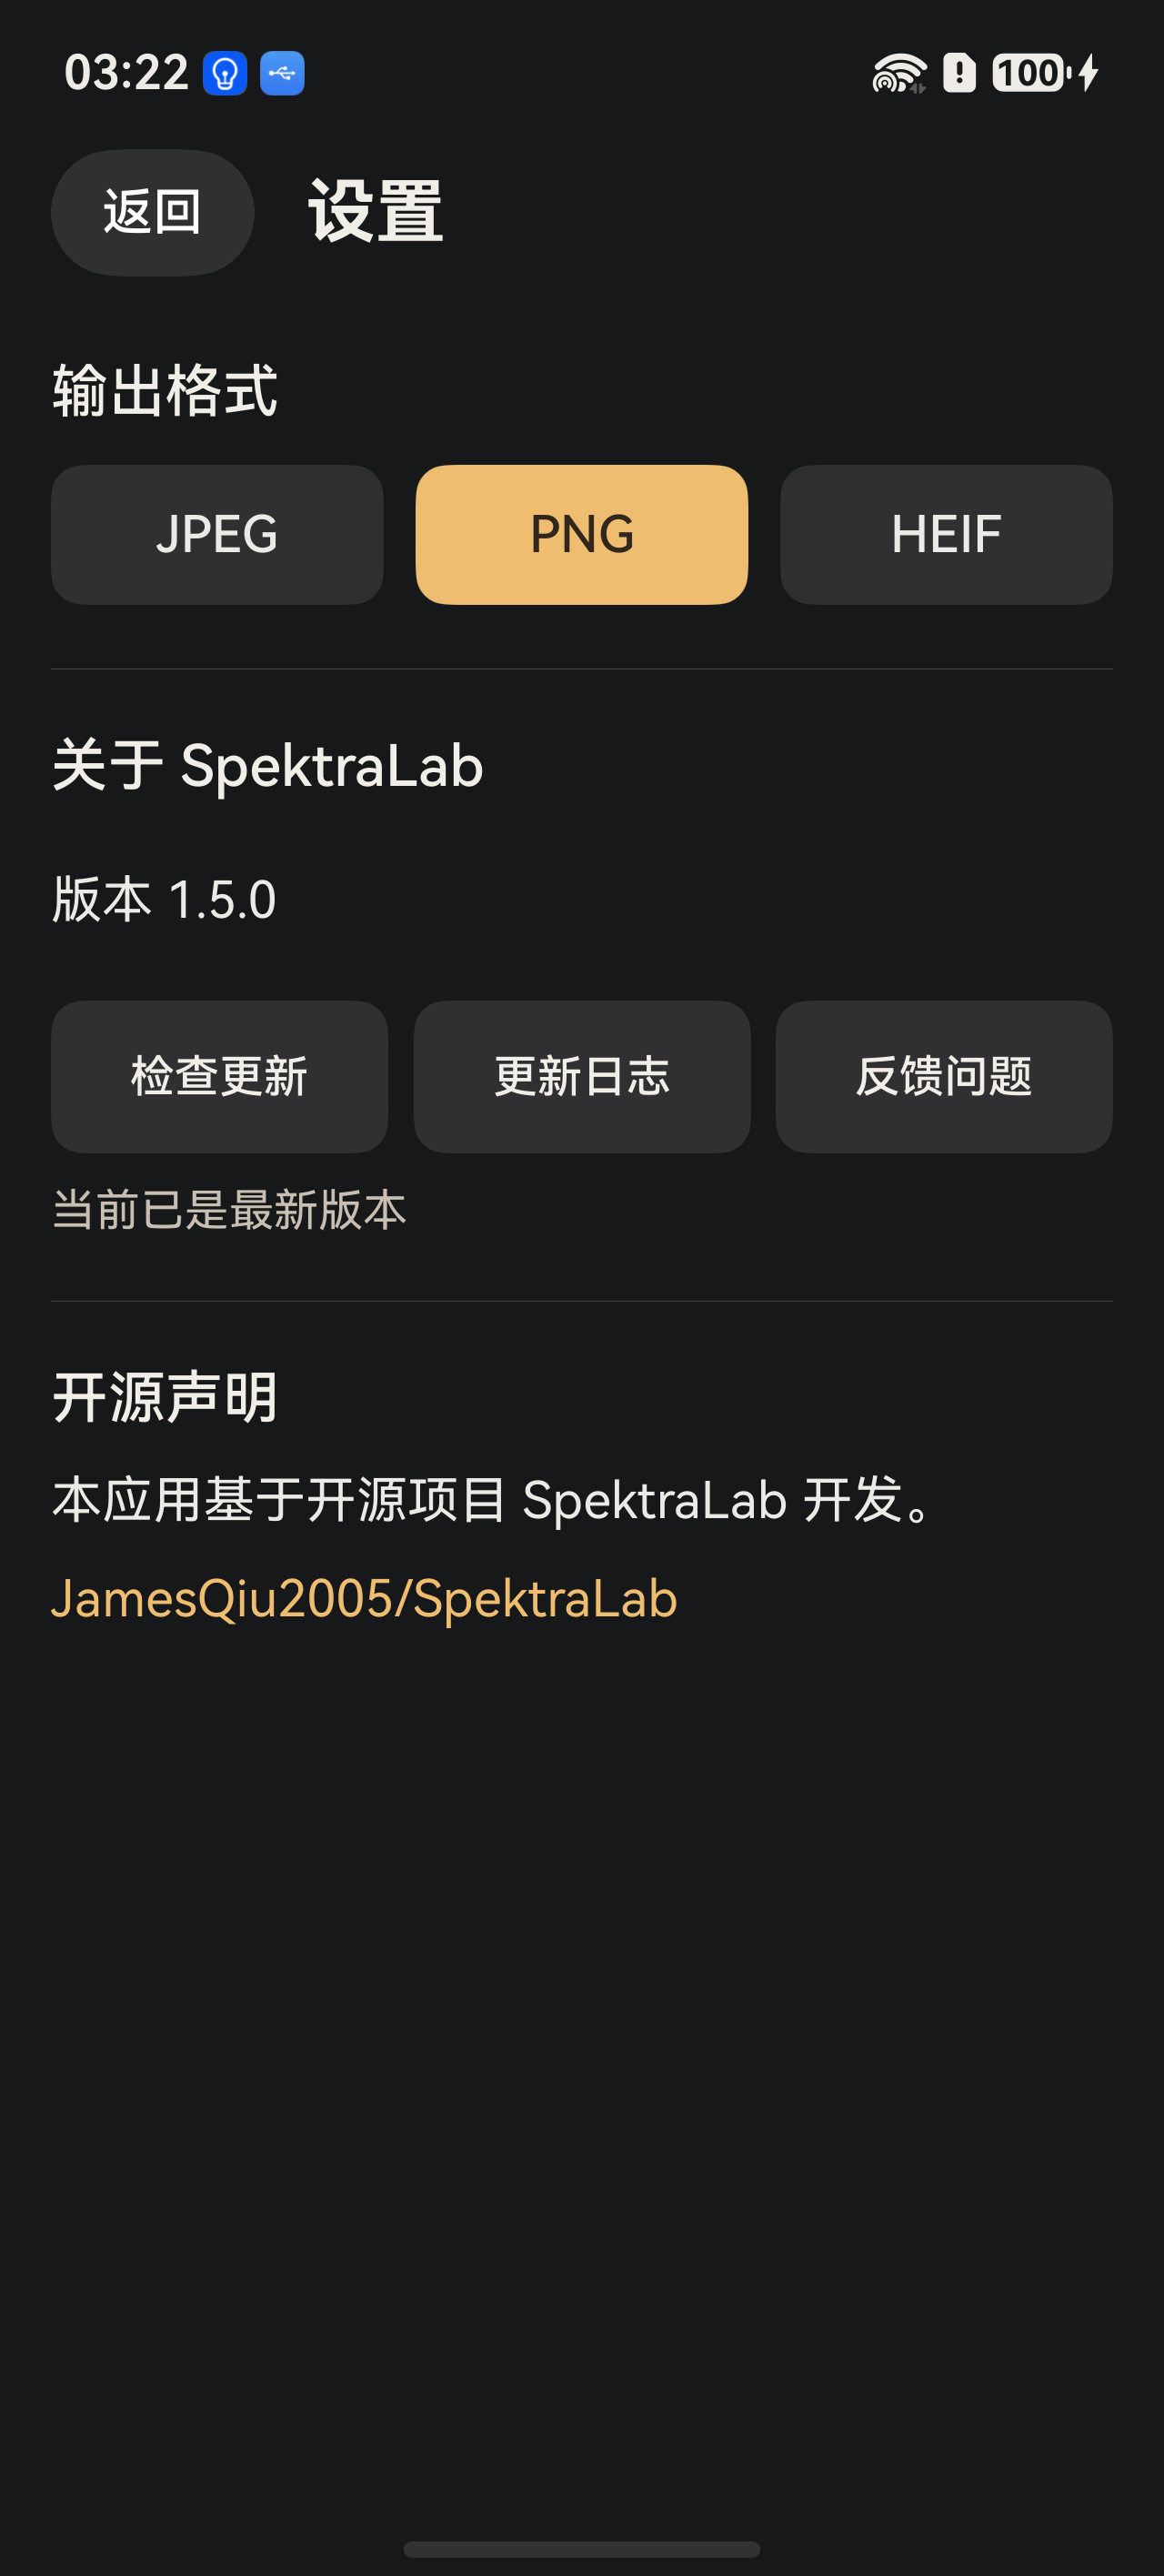 03:22
100
返回
设置
输出格式
JPEG
PNG
HEIF
关于 SpektraLab
版本 1.5.0
检查更新
更新日志
反馈问题
当前已是最新版本
开源声明
本应用基于开源项目 SpektraLab 开发。
JamesQiu2005/SpektraLab